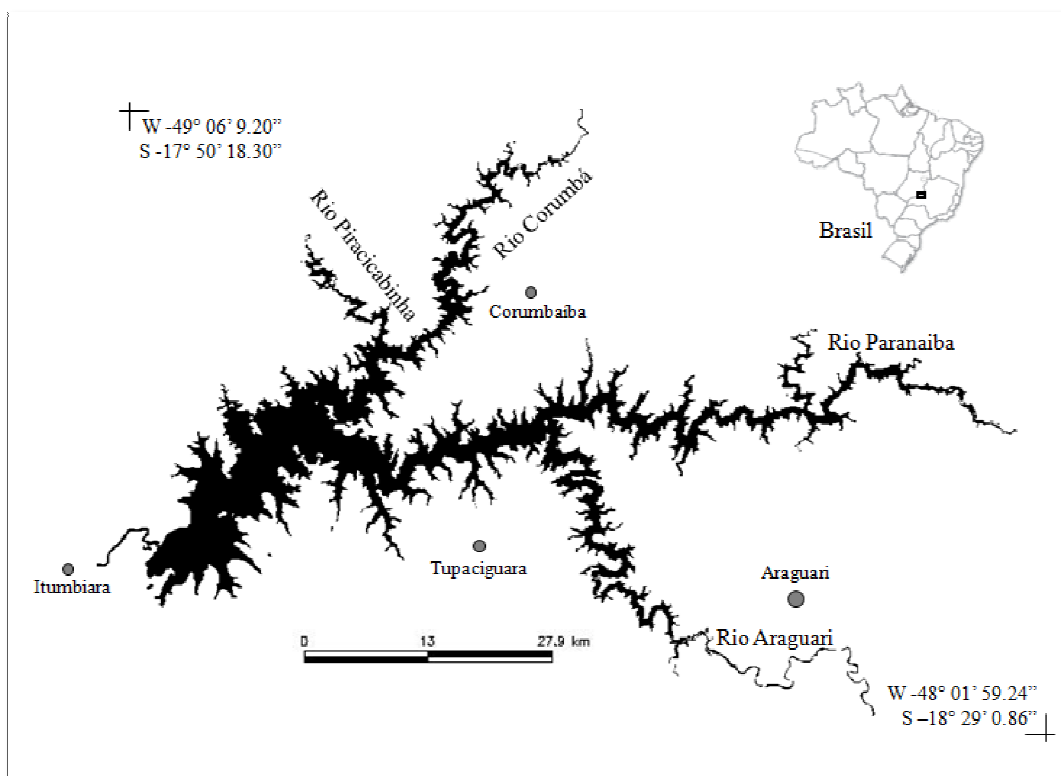 W -49° 06’ 9.20”
S -17° 50’ 18.30”
Rio Piracicabinha
Rio Corumbá
Brasil
Corumbaiba
Rio Paranaiba
Itumbiara
Tupaciguara
Araguari
Rio Araguari
0 13 27.9 km
W -48° 01’ 59.24”
S –18° 29’ 0.86”